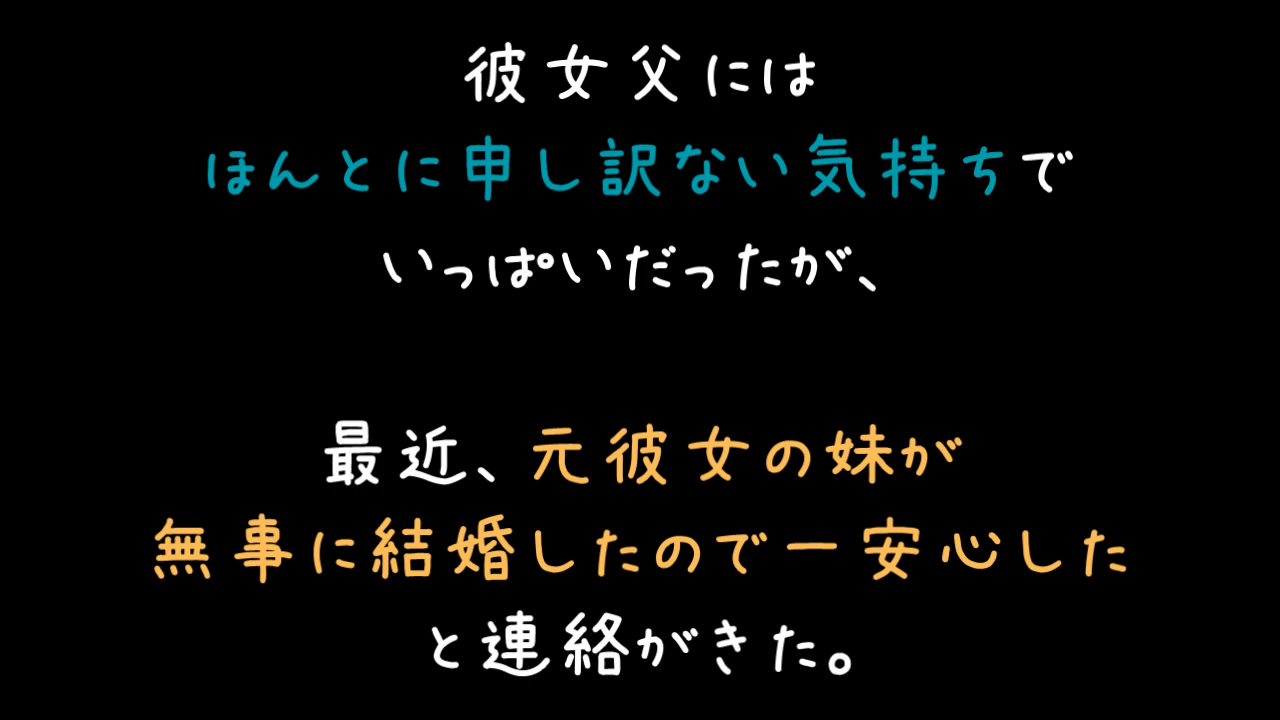 彼女父には
ほんとに申し訳ない気持ちで
いっぱいだったが、
最近、元彼女の妹が
無事に結婚したので一安心した
と連絡がきた。